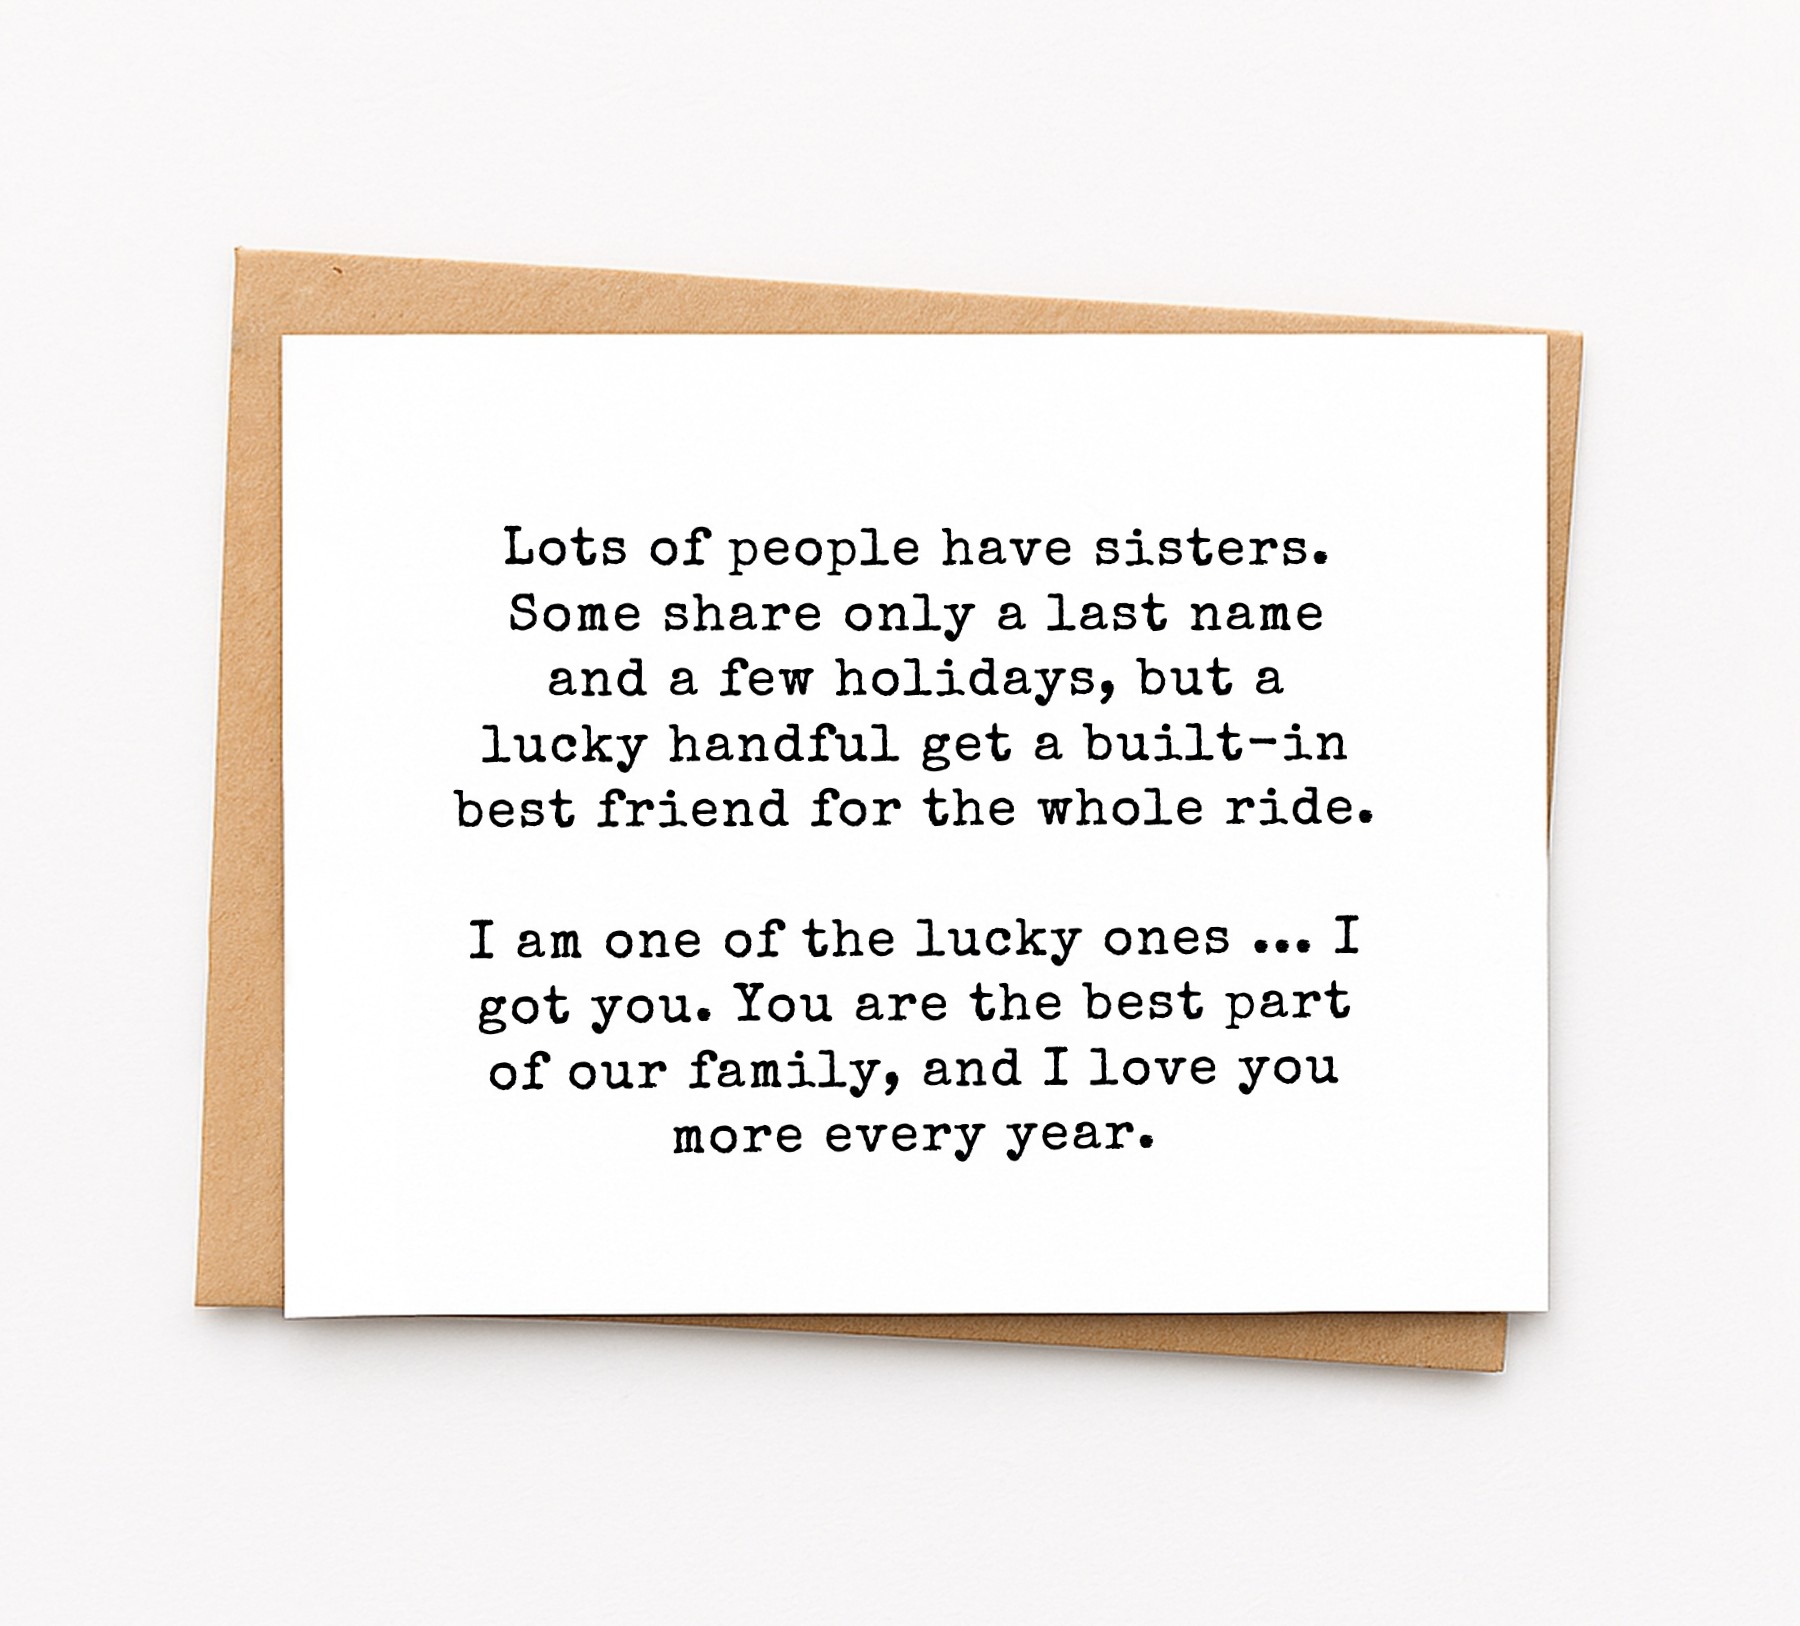 Lots of people have sisters.
Some share only a last name
and a few holidays, but a
lucky handful get a built-in
best friend for the whole ride.
I am one of the lucky ones ... I
got you. You are the best part
of our family, and I love you
more every year.